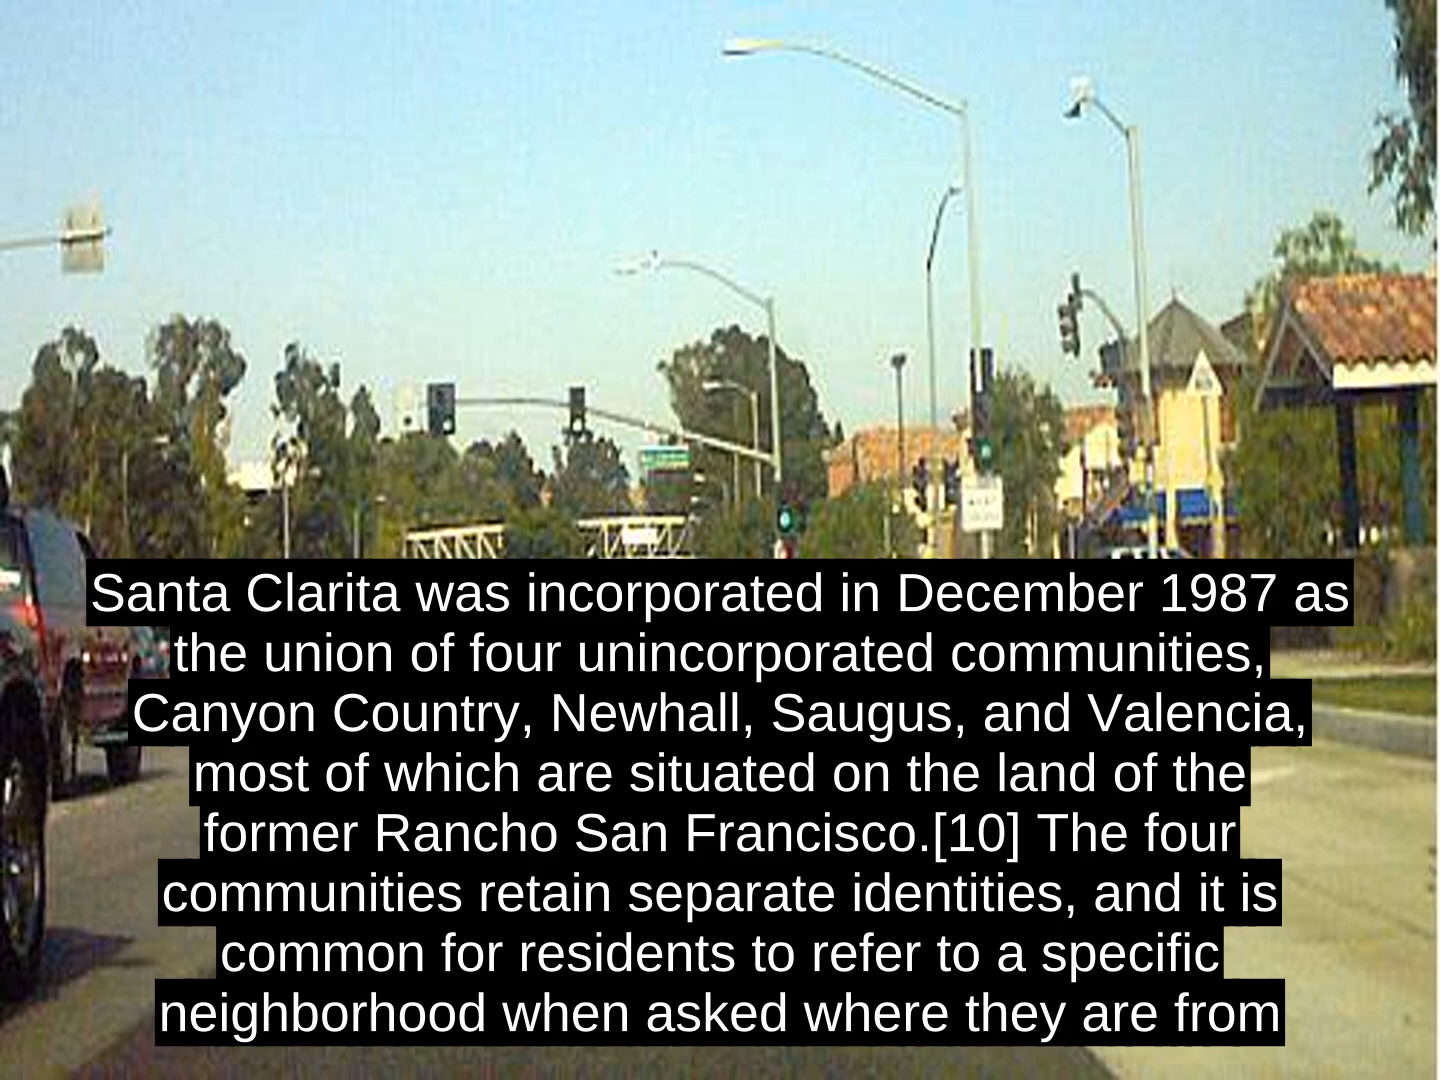 Santa Clarita was incorporated in December 1987 as
the union of four unincorporated communities,
Canyon Country, Newhall, Saugus, and Valencia,
most of which are situated on the land of the
former Rancho San Francisco.[10] The four
communities retain separate identities, and it is
common for residents to refer to a specific
neighborhood when asked where they are from